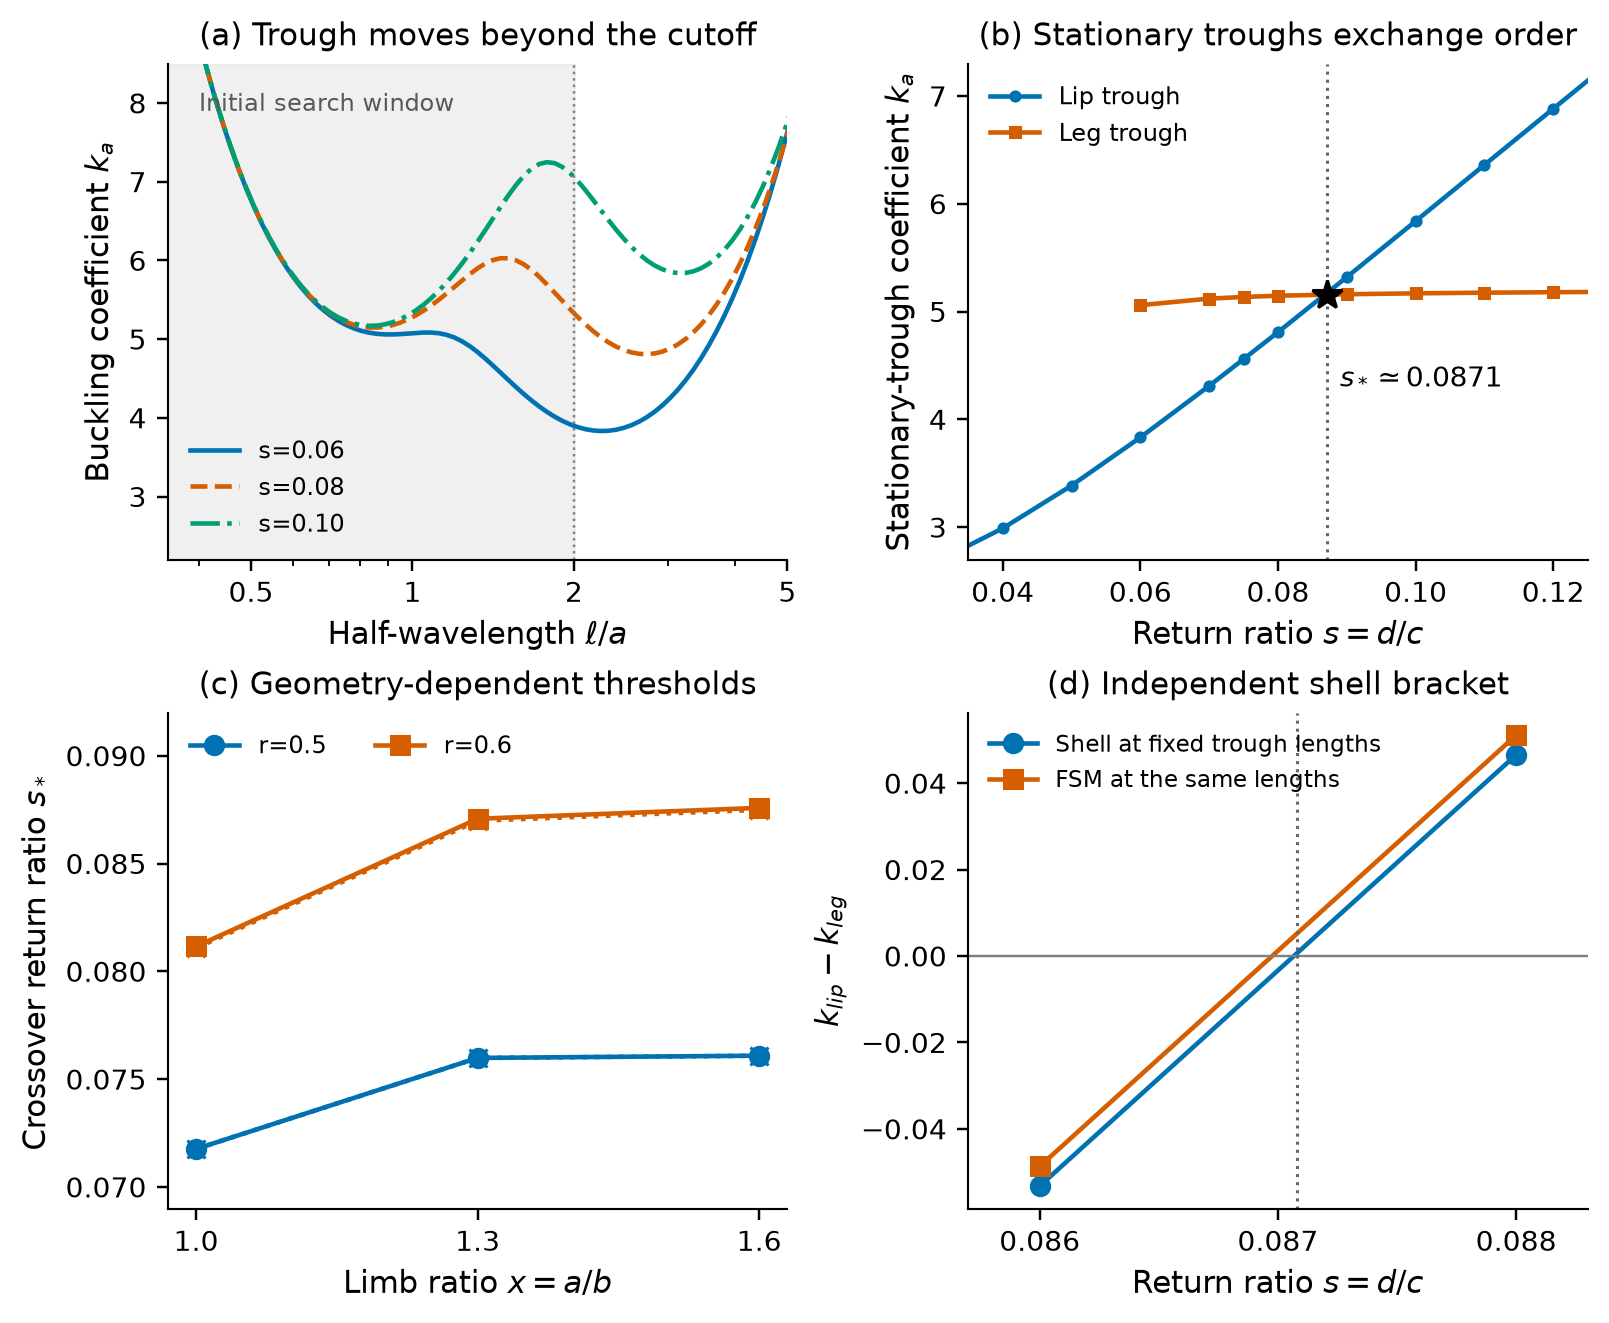 (a) Trough moves beyond the cutoff
Buckling coefficient kₐ
8
7
6
5
4
3
Initial search window
s=0.06
s=0.08
s=0.10
0.5 1 2 5
Half-wavelength ℓ/a
(b) Stationary troughs exchange order
Stationary-trough coefficient kₐ
7
6
5
4
3
Lip trough
Leg trough
s* ≃ 0.0871
0.04 0.06 0.08 0.10 0.12
Return ratio s = d/c
(c) Geometry-dependent thresholds
Crossover return ratio s*
0.090
0.085
0.080
0.075
0.070
r=0.5 r=0.6
1.0 1.3 1.6
Limb ratio x = a/b
(d) Independent shell bracket
k_lip − k_leg
0.04
0.02
0.00
−0.02
−0.04
Shell at fixed trough lengths
FSM at the same lengths
0.086 0.087 0.088
Return ratio s = d/c